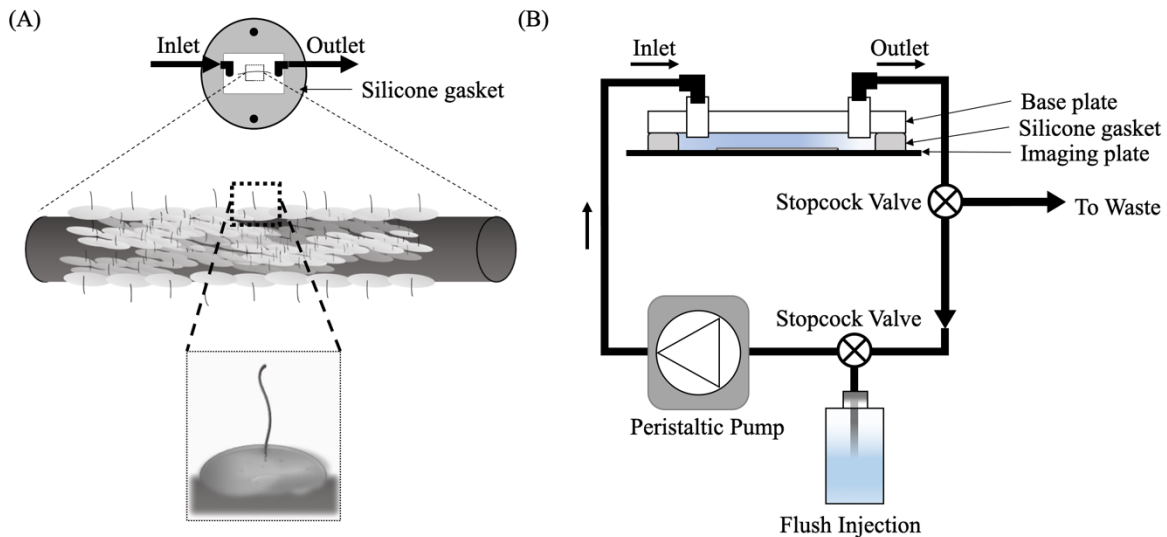 (A)
Inlet
Outlet
Silicone gasket
(B)
Inlet
Outlet
Base plate
Silicone gasket
Imaging plate
Stopcock Valve
To Waste
Stopcock Valve
Peristaltic Pump
Flush Injection